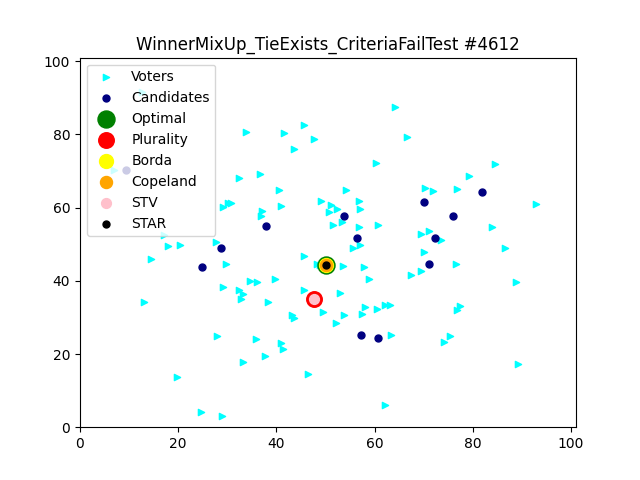 WinnerMixUp_TieExists_CriteriaFailTest #4612
100
80
60
40
20
0
Voters
Candidates
Optimal
Plurality
Borda
Copeland
STV
STAR
0 20 40 60 80 100